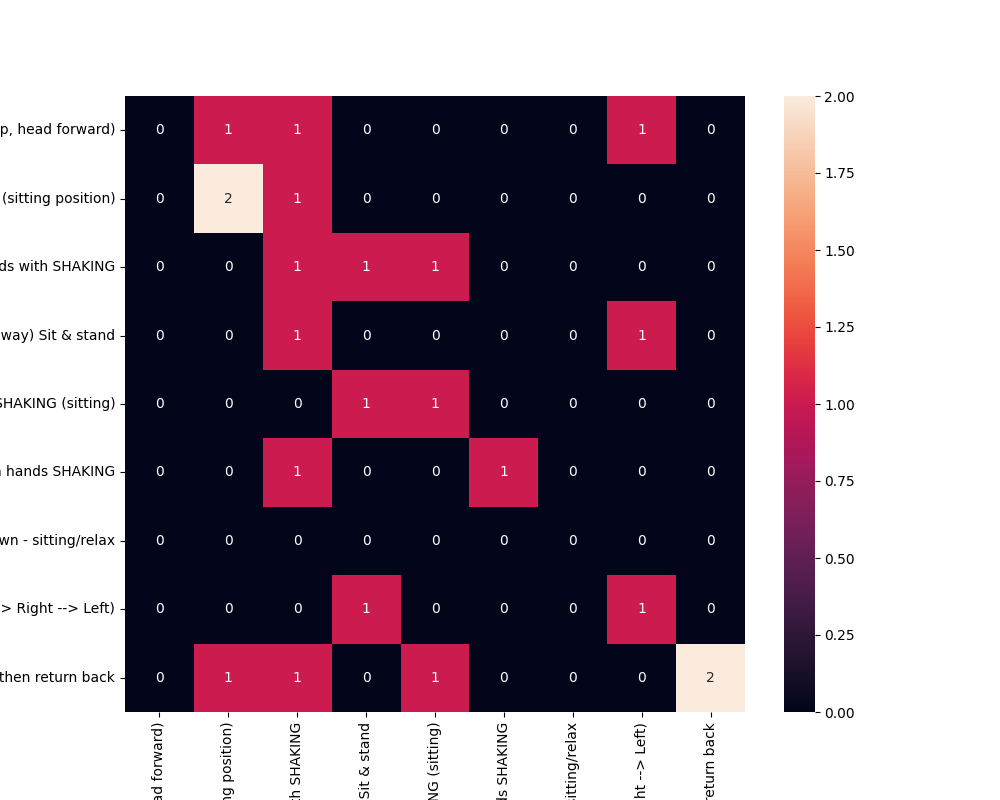 p, head forward) 0 1 1 0 0 0 0 1 0
(sitting position) 0 2 1 0 0 0 0 0 0
ds with SHAKING 0 0 1 1 1 0 0 0 0
way) Sit & stand 0 0 1 0 0 0 0 1 0
SHAKING (sitting) 0 0 0 1 1 0 0 0 0
hands SHAKING 0 0 1 0 0 1 0 0 0
wn - sitting/relax 0 0 0 0 0 0 0 0 0
> Right --> Left) 0 0 0 1 0 0 0 1 0
then return back 0 1 1 0 1 0 0 0 2
ad forward)
ng position)
th SHAKING
Sit & stand
NG (sitting)
ds SHAKING
sitting/relax
ht --> Left)
return back
2.00
1.75
1.50
1.25
1.00
0.75
0.50
0.25
0.00